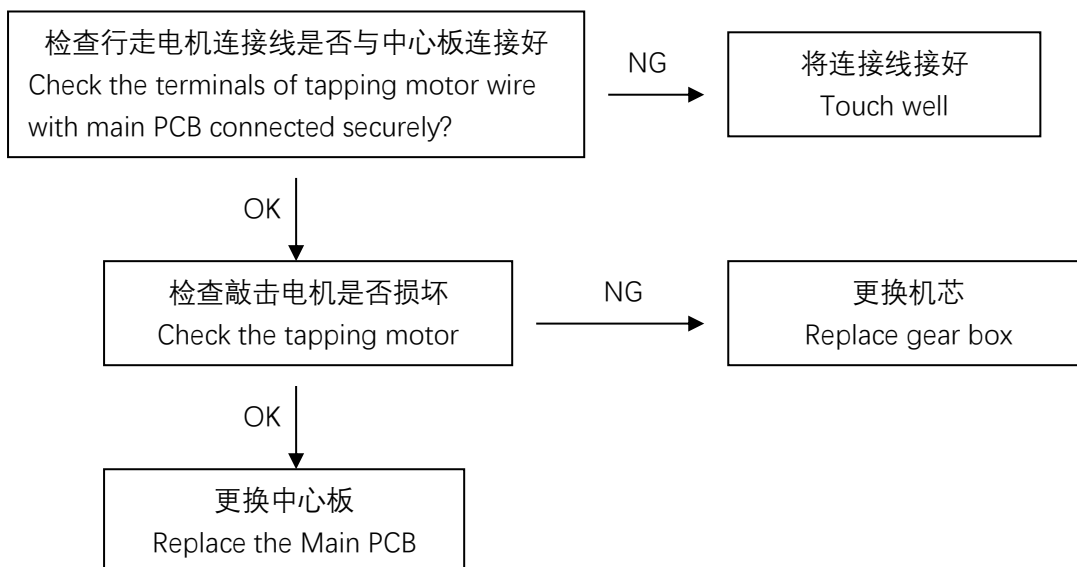 检查行走电机连接线是否与中心板连接好
Check the terminals of tapping motor wire
with main PCB connected securely?
NG
将连接线接好
Touch well
OK
检查敲击电机是否损坏
Check the tapping motor
NG
更换机芯
Replace gear box
OK
更换中心板
Replace the Main PCB